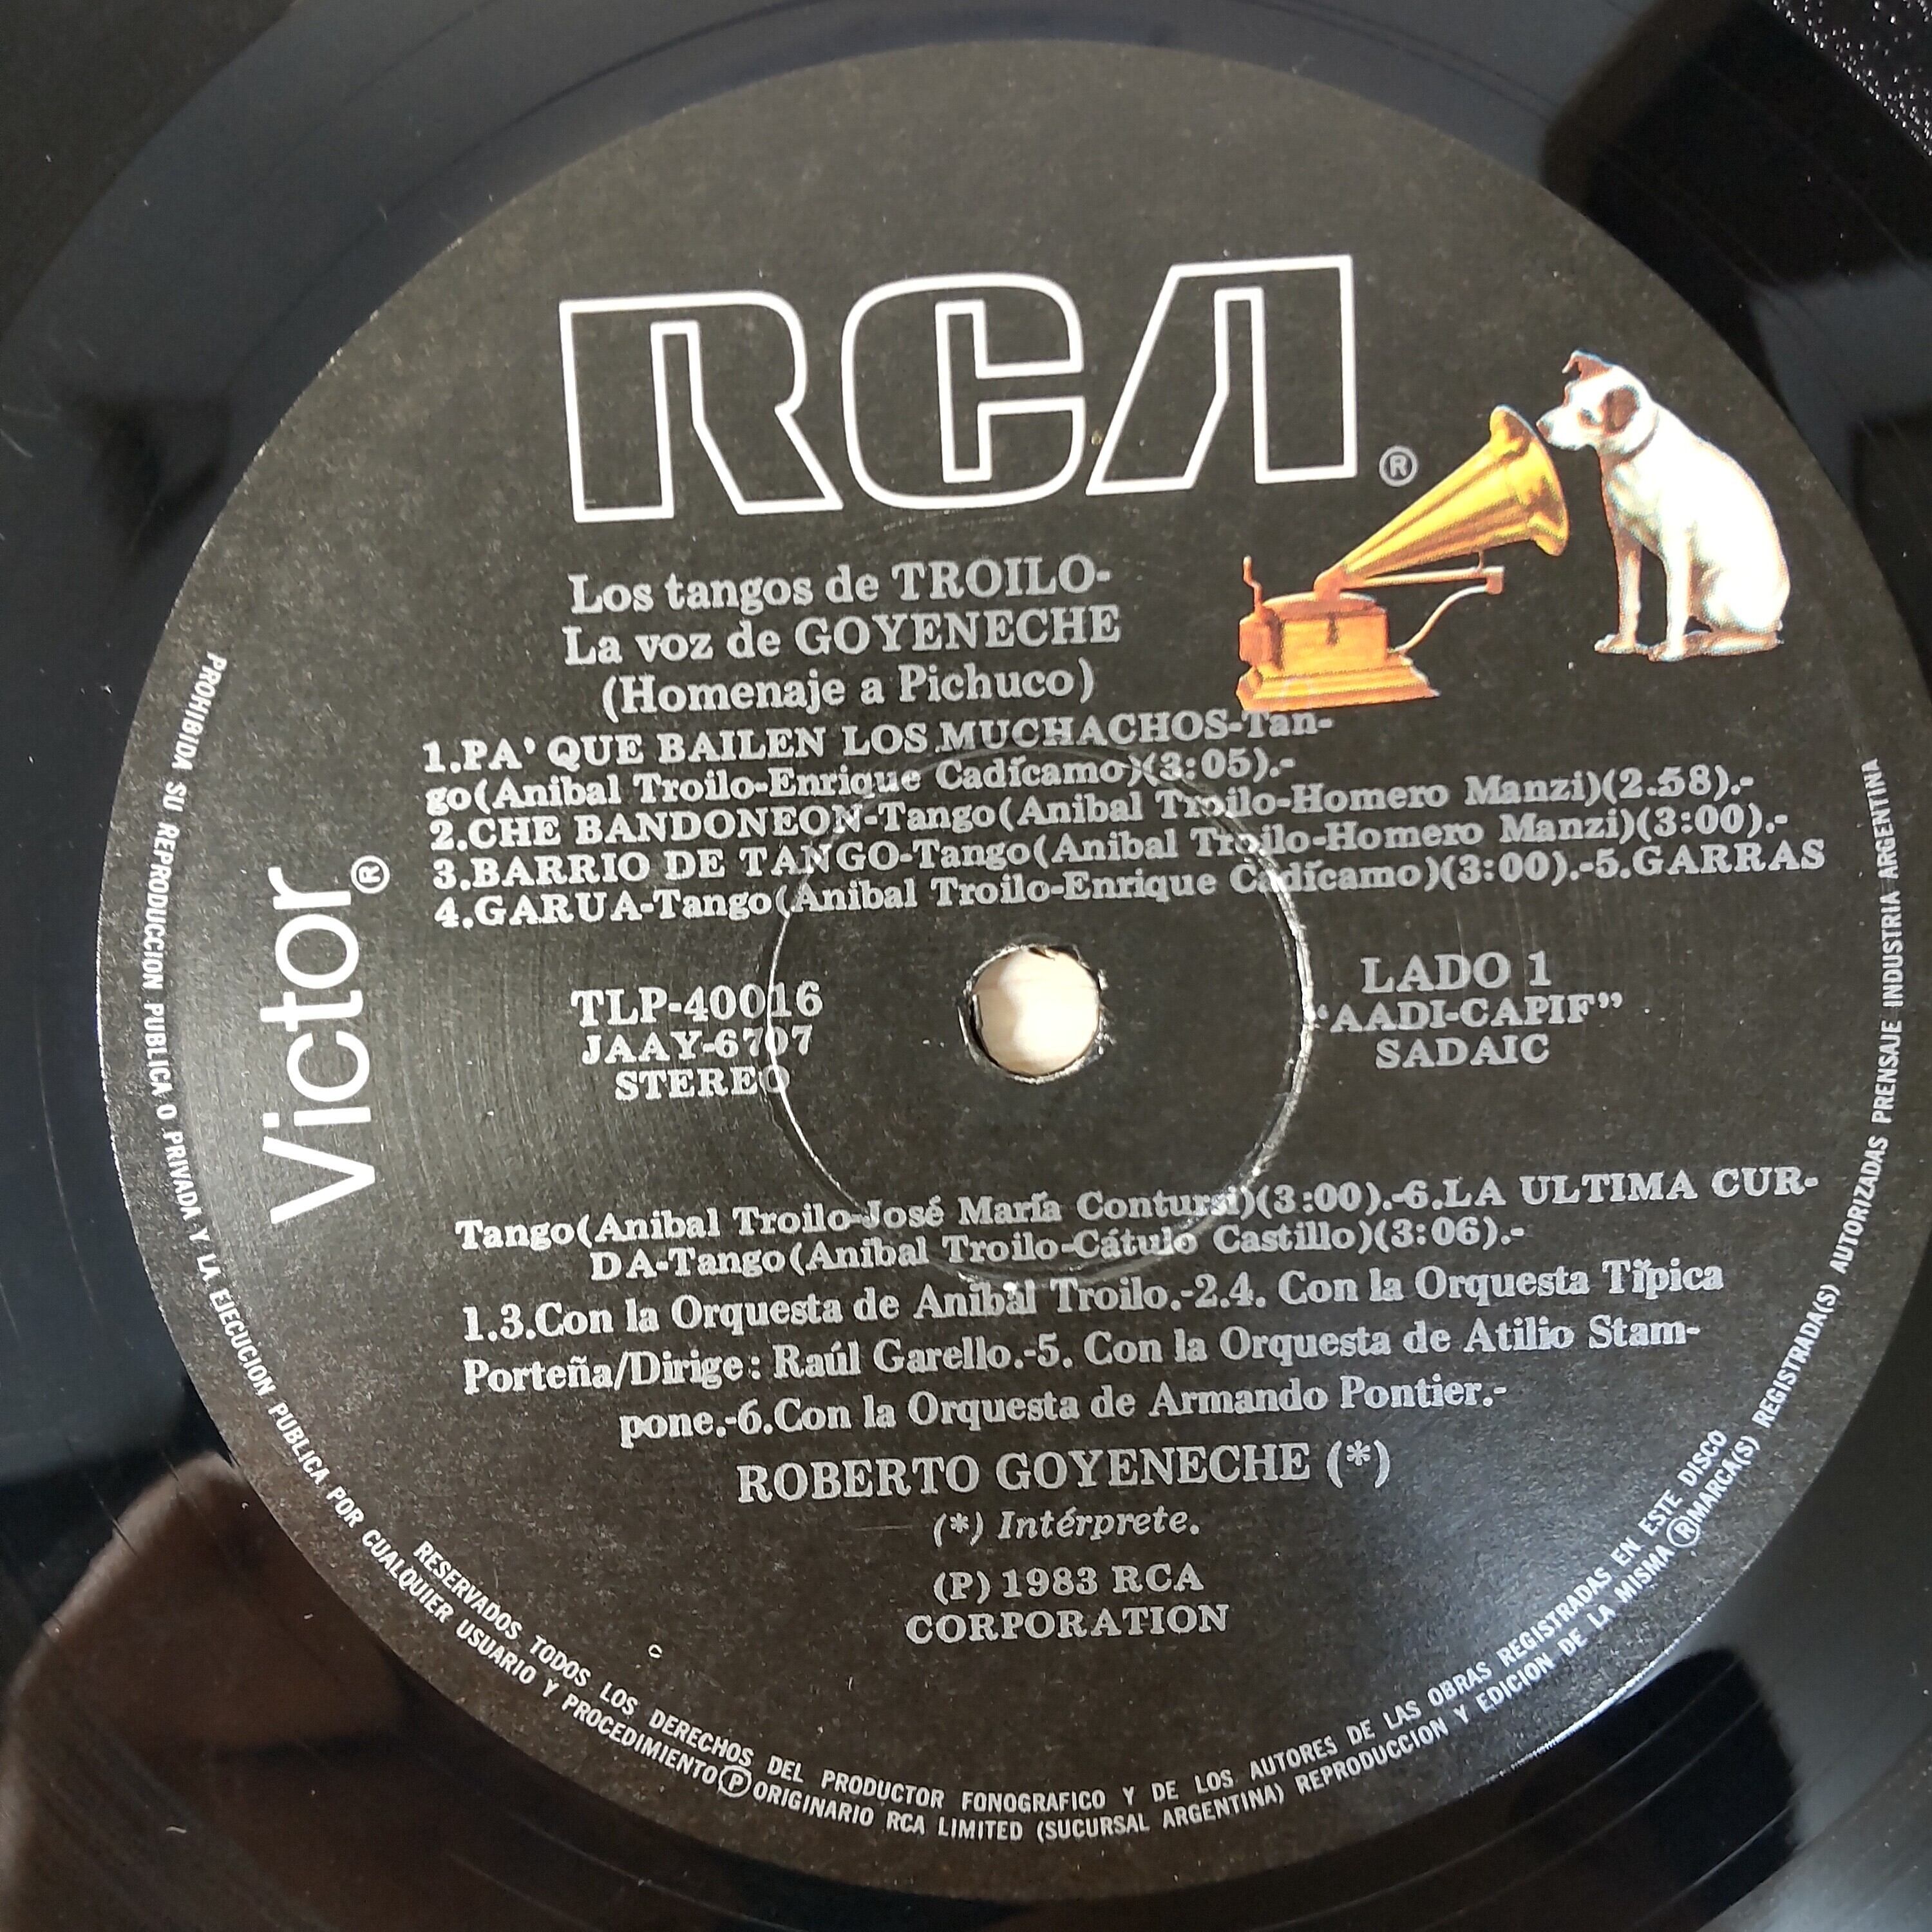 RCA®
Los tangos de TROILO-
La voz de GOYENECHE
(Homenaje a Pichuco)
1.PA' QUE BAILEN LOS MUCHACHOS-Tan-
go(Anibal Troilo-Enrique Cadícamo)(3:05).-
2.CHE BANDONEON-Tango(Anibal Troilo-Homero Manzi)(2.58).-
3.BARRIO DE TANGO-Tango(Anibal Troilo-Homero Manzi)(3:00).-
4.GARUA-Tango(Anibal Troilo-Enrique Cadícamo)(3:00).-5.GARRAS
Victor®
TLP-40016
JAAY-6707
STEREO
LADO 1
"AADI-CAPIF"
SADAIC
Tango(Anibal Troilo-José María Contursi)(3:00).-6.LA ULTIMA CUR-
DA-Tango(Anibal Troilo-Cátulo Castillo)(3:06).-
1.3.Con la Orquesta de Anibal Troilo.-2.4. Con la Orquesta Típica
Porteña/Dirige: Raúl Garello.-5. Con la Orquesta de Atilio Stam-
pone.-6.Con la Orquesta de Armando Pontier.-
ROBERTO GOYENECHE (*)
(*) Intérprete.
(P) 1983 RCA
CORPORATION
RESERVADOS TODOS LOS DERECHOS DEL PRODUCTOR FONOGRAFICO Y DE LOS AUTORES DE LAS OBRAS REGISTRADAS EN ESTE DISCO
PROHIBIDA SU REPRODUCCION PUBLICA O PRIVADA Y LA EJECUCION PUBLICA POR CUALQUIER USUARIO Y PROCEDIMIENTO Ⓟ ORIGINARIO RCA LIMITED (SUCURSAL ARGENTINA) REPRODUCCION Y EDICION DE LA MISMA ® MARCA(S) REGISTRADA(S) AUTORIZADAS PRENSAJE INDUSTRIA ARGENTINA